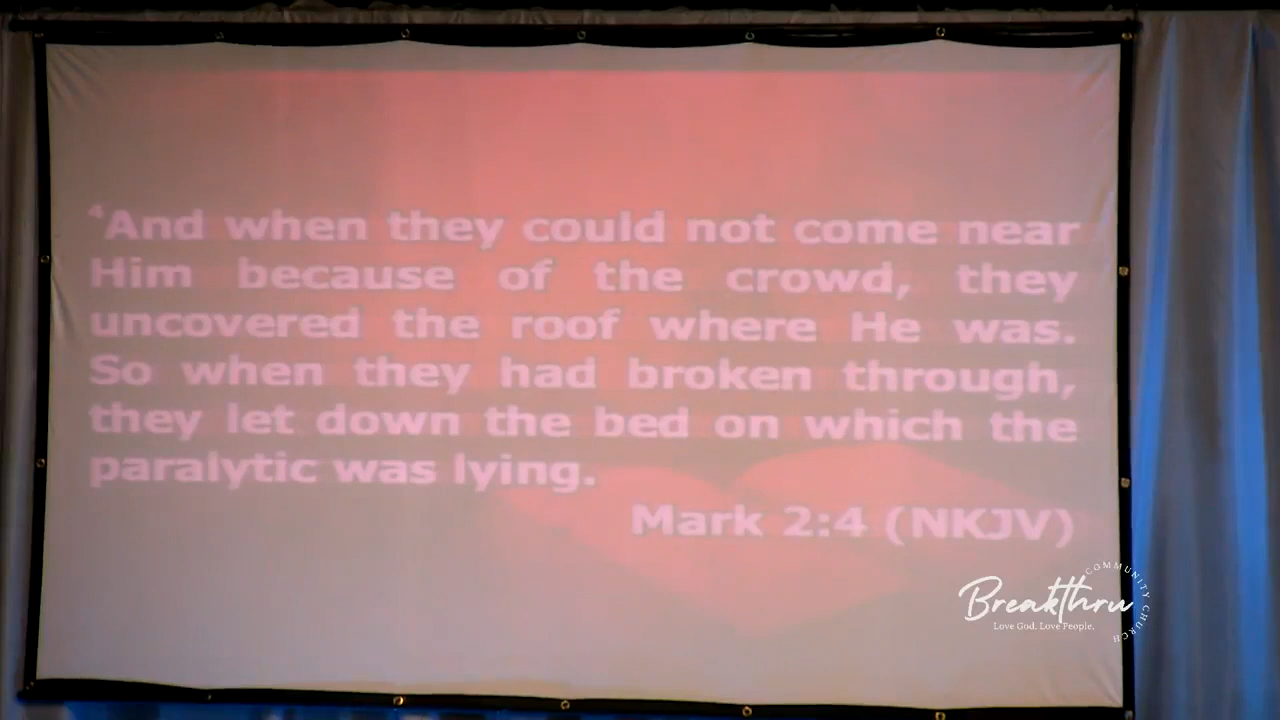 ⁴And when they could not come near
Him because of the crowd, they
uncovered the roof where He was.
So when they had broken through,
they let down the bed on which the
paralytic was lying.
Mark 2:4 (NKJV)
Breakthru
COMMUNITY CHURCH
Love God. Love People.